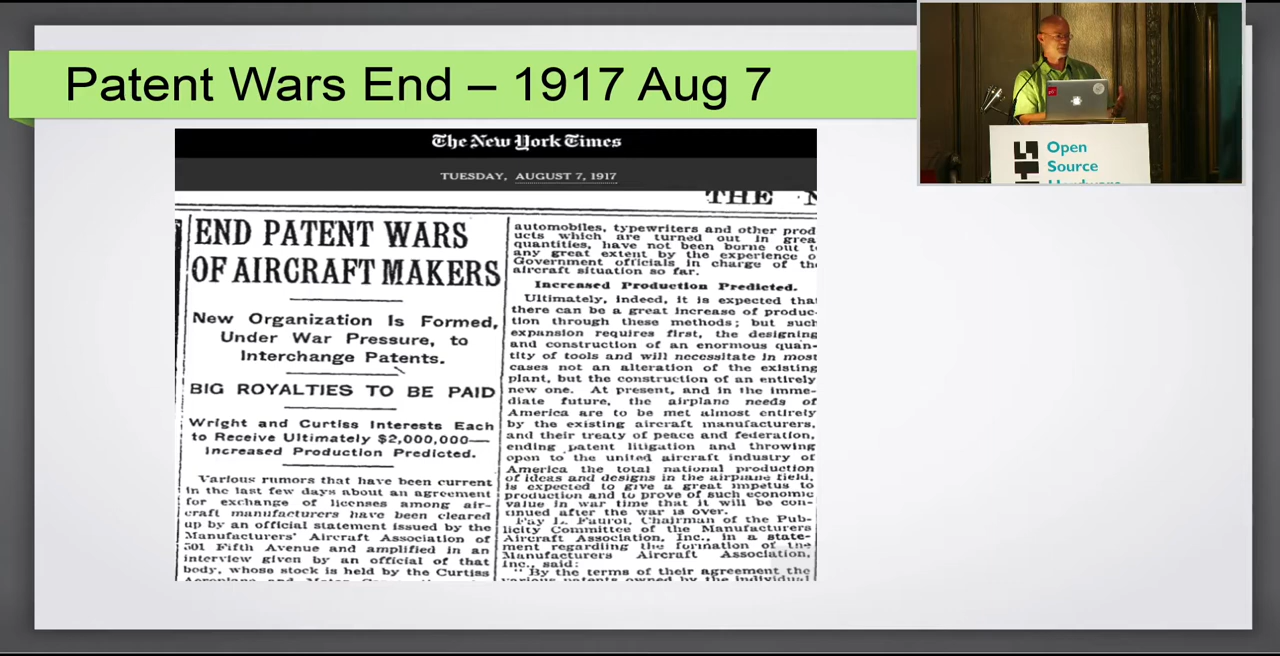 Patent Wars End – 1917 Aug 7
The New York Times
TUESDAY, AUGUST 7, 1917
THE N
END PATENT WARS
OF AIRCRAFT MAKERS
New Organization Is Formed,
Under War Pressure, to
Interchange Patents.
BIG ROYALTIES TO BE PAID
Wright and Curtiss Interests Each
to Receive Ultimately $2,000,000—
Increased Production Predicted.
Various rumors that have been current
in the last few days about an agreement
for exchange of licenses among air-
craft manufacturers have been cleared
up by an official statement issued by the
Manufacturers' Aircraft Association of
501 Fifth Avenue and amplified in an
interview given by an official of that
body, whose stock is held by the Curtiss
Aeroplane and Motor
automobiles, typewriters and other prod
ucts which are turned out in grea
quantities, have not been borne out t
any great extent by the experience o
Government officials in charge of th
aircraft situation so far.
Increased Production Predicted.
Ultimately, indeed, it is expected tha
there can be a great increase of produc-
tion through these methods; but such
expansion requires first, the designing
and construction of an enormous quan-
tity of tools and will necessitate in most
cases not an alteration of the existing
plant, but the construction of an entirely
new one. At present, and in the imme-
diate future, the airplane needs of
America are to be met almost entirely
by the existing aircraft manufacturers,
and their treaty of peace and federation,
ending patent litigation and throwing
open to the united aircraft industry of
America the total national production
of ideas and designs in the airplane field,
is expected to give a great impetus to
production and to prove of such economic
value in war time that it will be con-
tinued after the war is over.
Fay L. Faurot, Chairman of the Pub-
licity Committee of the Manufacturers
Aircraft Association, Inc., in a state-
ment regarding the formation of the
Manufacturers Aircraft Association,
Inc., said:
" By the terms of their agreement the
various patents owned by the individual
Open
Source
Hardware